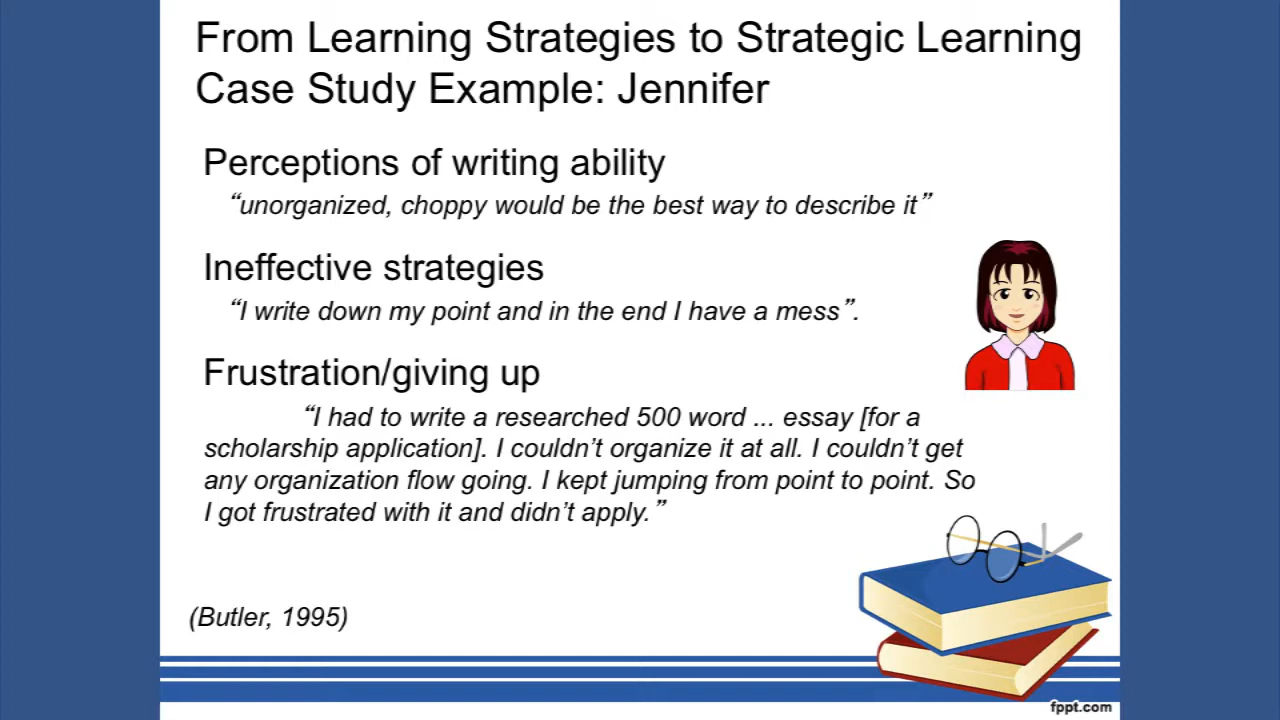 From Learning Strategies to Strategic Learning
Case Study Example: Jennifer
Perceptions of writing ability
“unorganized, choppy would be the best way to describe it”
Ineffective strategies
“I write down my point and in the end I have a mess”.
Frustration/giving up
“I had to write a researched 500 word ... essay [for a
scholarship application]. I couldn’t organize it at all. I couldn’t get
any organization flow going. I kept jumping from point to point. So
I got frustrated with it and didn’t apply.”
(Butler, 1995)
fppt.com